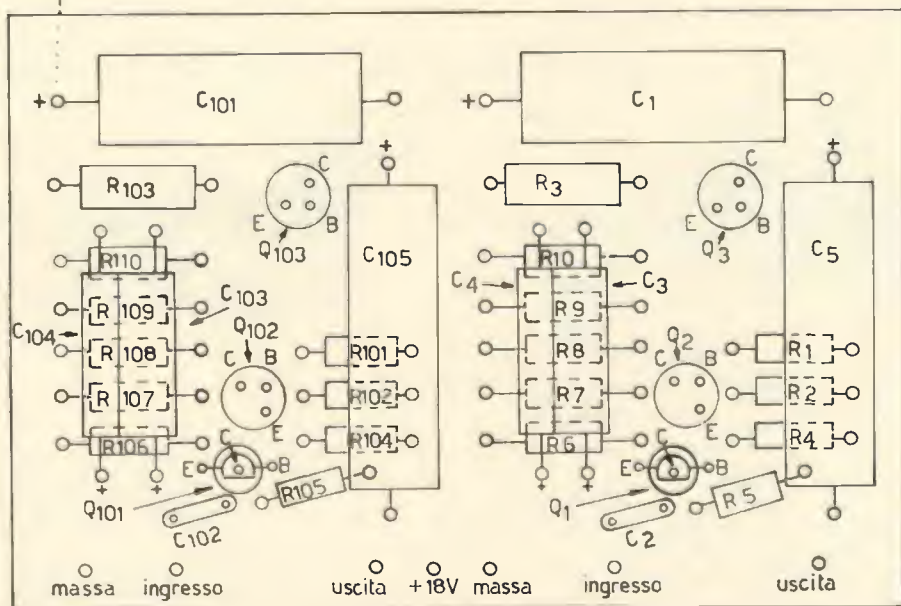 + C101 + C1
+ +
R103 C R3 C
E B E B
Q103 Q3
C105 C5
R110 R10
C103 C4 C3
R 109 R9
C104 Q102 Q2
R 108 C B R101 R8 C B R1
R 107 R102 R7 R2
E E
R106 C R104 R6 C R4
E B E B
+ + R105 + + R5
Q101 Q1
C102 C2
massa ingresso uscita +18V massa ingresso uscita